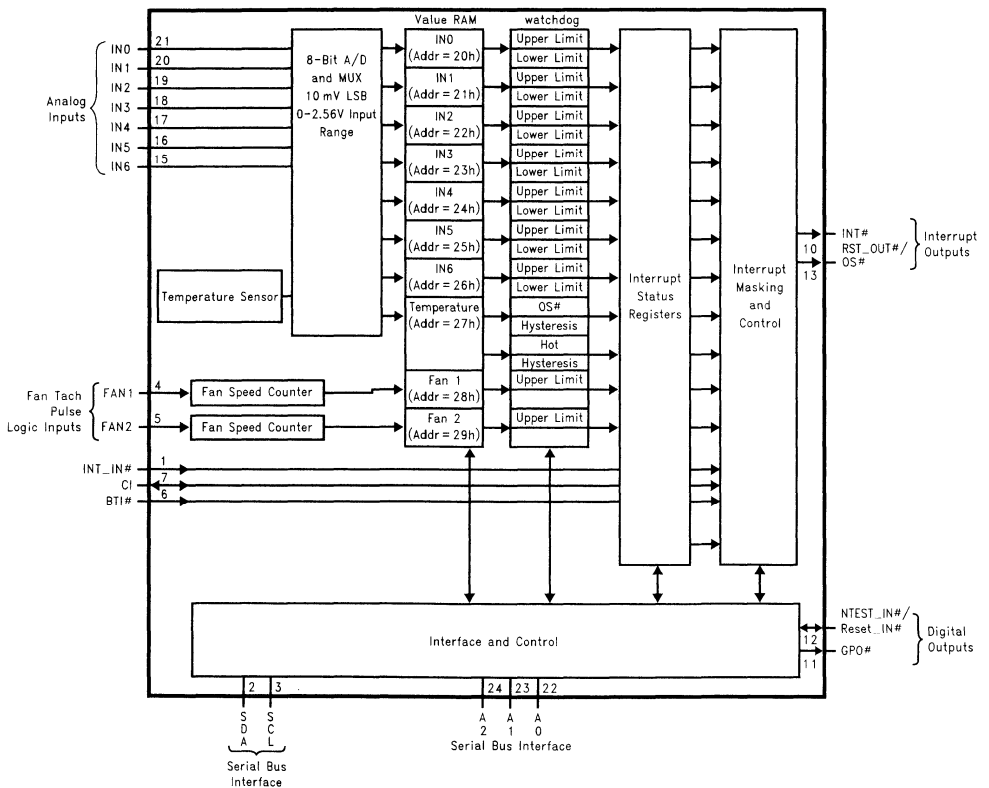 Value RAM
watchdog
Analog
Inputs
IN0
21
IN1
20
IN2
19
IN3
18
IN4
17
IN5
16
IN6
15
8-Bit A/D
and MUX
10 mV LSB
0-2.56V Input
Range
Temperature Sensor
IN0
(Addr = 20h)
IN1
(Addr = 21h)
IN2
(Addr = 22h)
IN3
(Addr = 23h)
IN4
(Addr = 24h)
IN5
(Addr = 25h)
IN6
(Addr = 26h)
Temperature
(Addr = 27h)
Fan 1
(Addr = 28h)
Fan 2
(Addr = 29h)
Upper Limit
Lower Limit
Upper Limit
Lower Limit
Upper Limit
Lower Limit
Upper Limit
Lower Limit
Upper Limit
Lower Limit
Upper Limit
Lower Limit
Upper Limit
Lower Limit
OS#
Hysteresis
Hot
Hysteresis
Upper Limit
Upper Limit
Interrupt
Status
Registers
Interrupt
Masking
and
Control
INT#
10
RST_OUT#/
OS#
13
Interrupt
Outputs
Fan Tach
Pulse
Logic Inputs
FAN1
4
Fan Speed Counter
FAN2
5
Fan Speed Counter
INT_IN#
1
CI
7
BTI#
6
Interface and Control
NTEST_IN#/
Reset_IN#
12
GPO#
11
Digital
Outputs
2
3
24
23
22
SDA
SCL
A2
A1
A0
Serial Bus Interface
Serial Bus
Interface